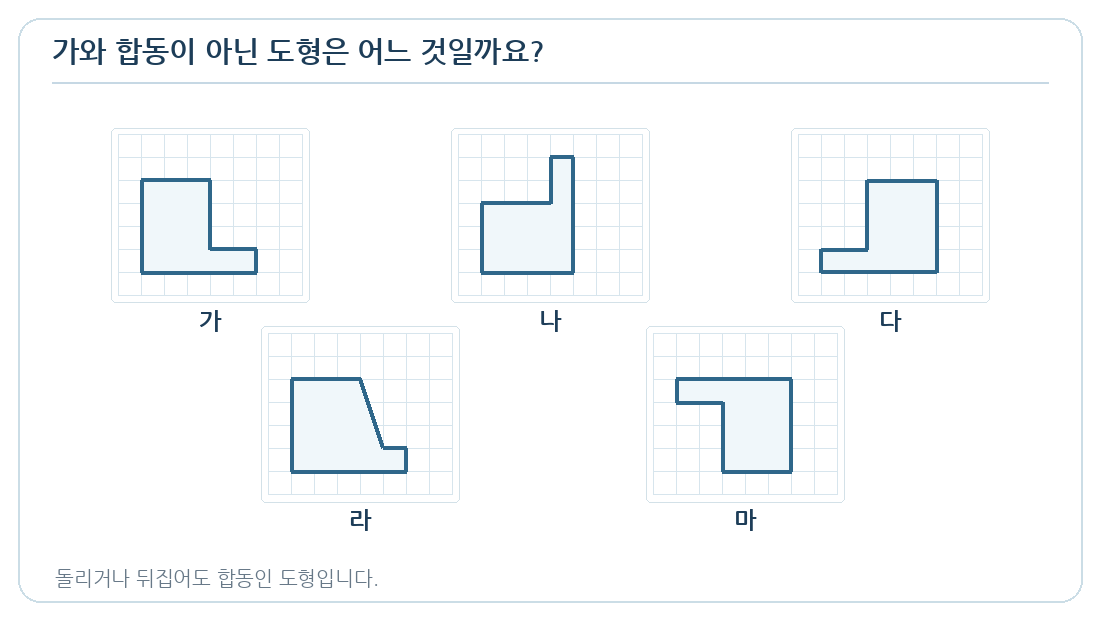 가와 합동이 아닌 도형은 어느 것일까요?
가
나
다
라
마
돌리거나 뒤집어도 합동인 도형입니다.